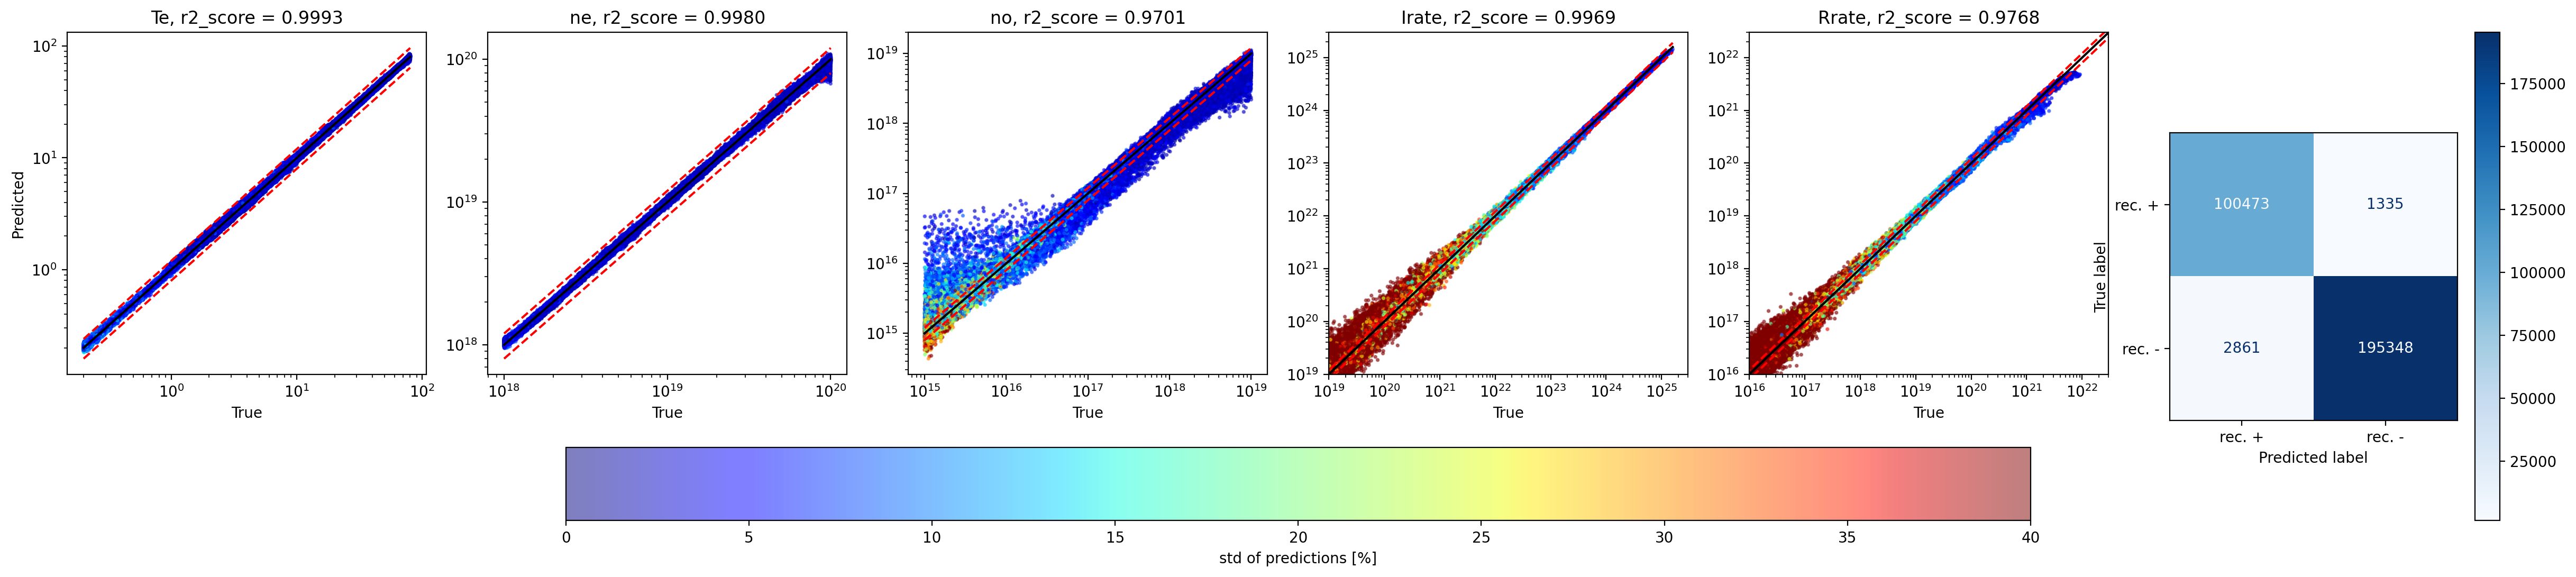 Te, r2_score = 0.9993
10²
10¹
10⁰
Predicted
10⁰ 10¹ 10²
True
ne, r2_score = 0.9980
10²⁰
10¹⁹
10¹⁸
10¹⁸ 10¹⁹ 10²⁰
True
no, r2_score = 0.9701
10¹⁹
10¹⁸
10¹⁷
10¹⁶
10¹⁵
10¹⁵ 10¹⁶ 10¹⁷ 10¹⁸ 10¹⁹
True
Irate, r2_score = 0.9969
10²⁵
10²⁴
10²³
10²²
10²¹
10²⁰
10¹⁹
10¹⁹ 10²⁰ 10²¹ 10²² 10²³ 10²⁴ 10²⁵
True
Rrate, r2_score = 0.9768
10²²
10²¹
10²⁰
10¹⁹
10¹⁸
10¹⁷
10¹⁶
10¹⁶ 10¹⁷ 10¹⁸ 10¹⁹ 10²⁰ 10²¹ 10²²
True
True label
rec. + 100473 1335
rec. - 2861 195348
rec. + rec. -
Predicted label
175000
150000
125000
100000
75000
50000
25000
0 5 10 15 20 25 30 35 40
std of predictions [%]